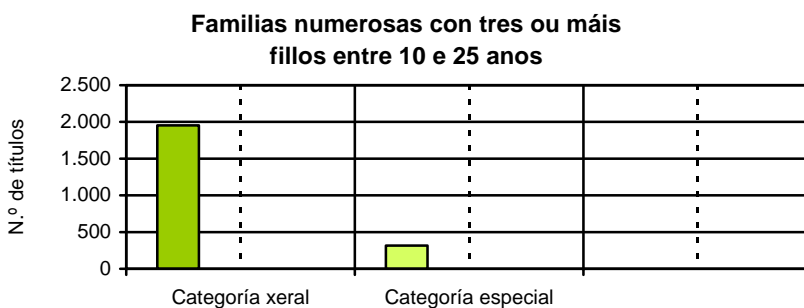 Familias numerosas con tres ou máis
fillos entre 10 e 25 anos
N.º de títulos
2.500
2.000
1.500
1.000
500
0
Categoría xeral
Categoría especial